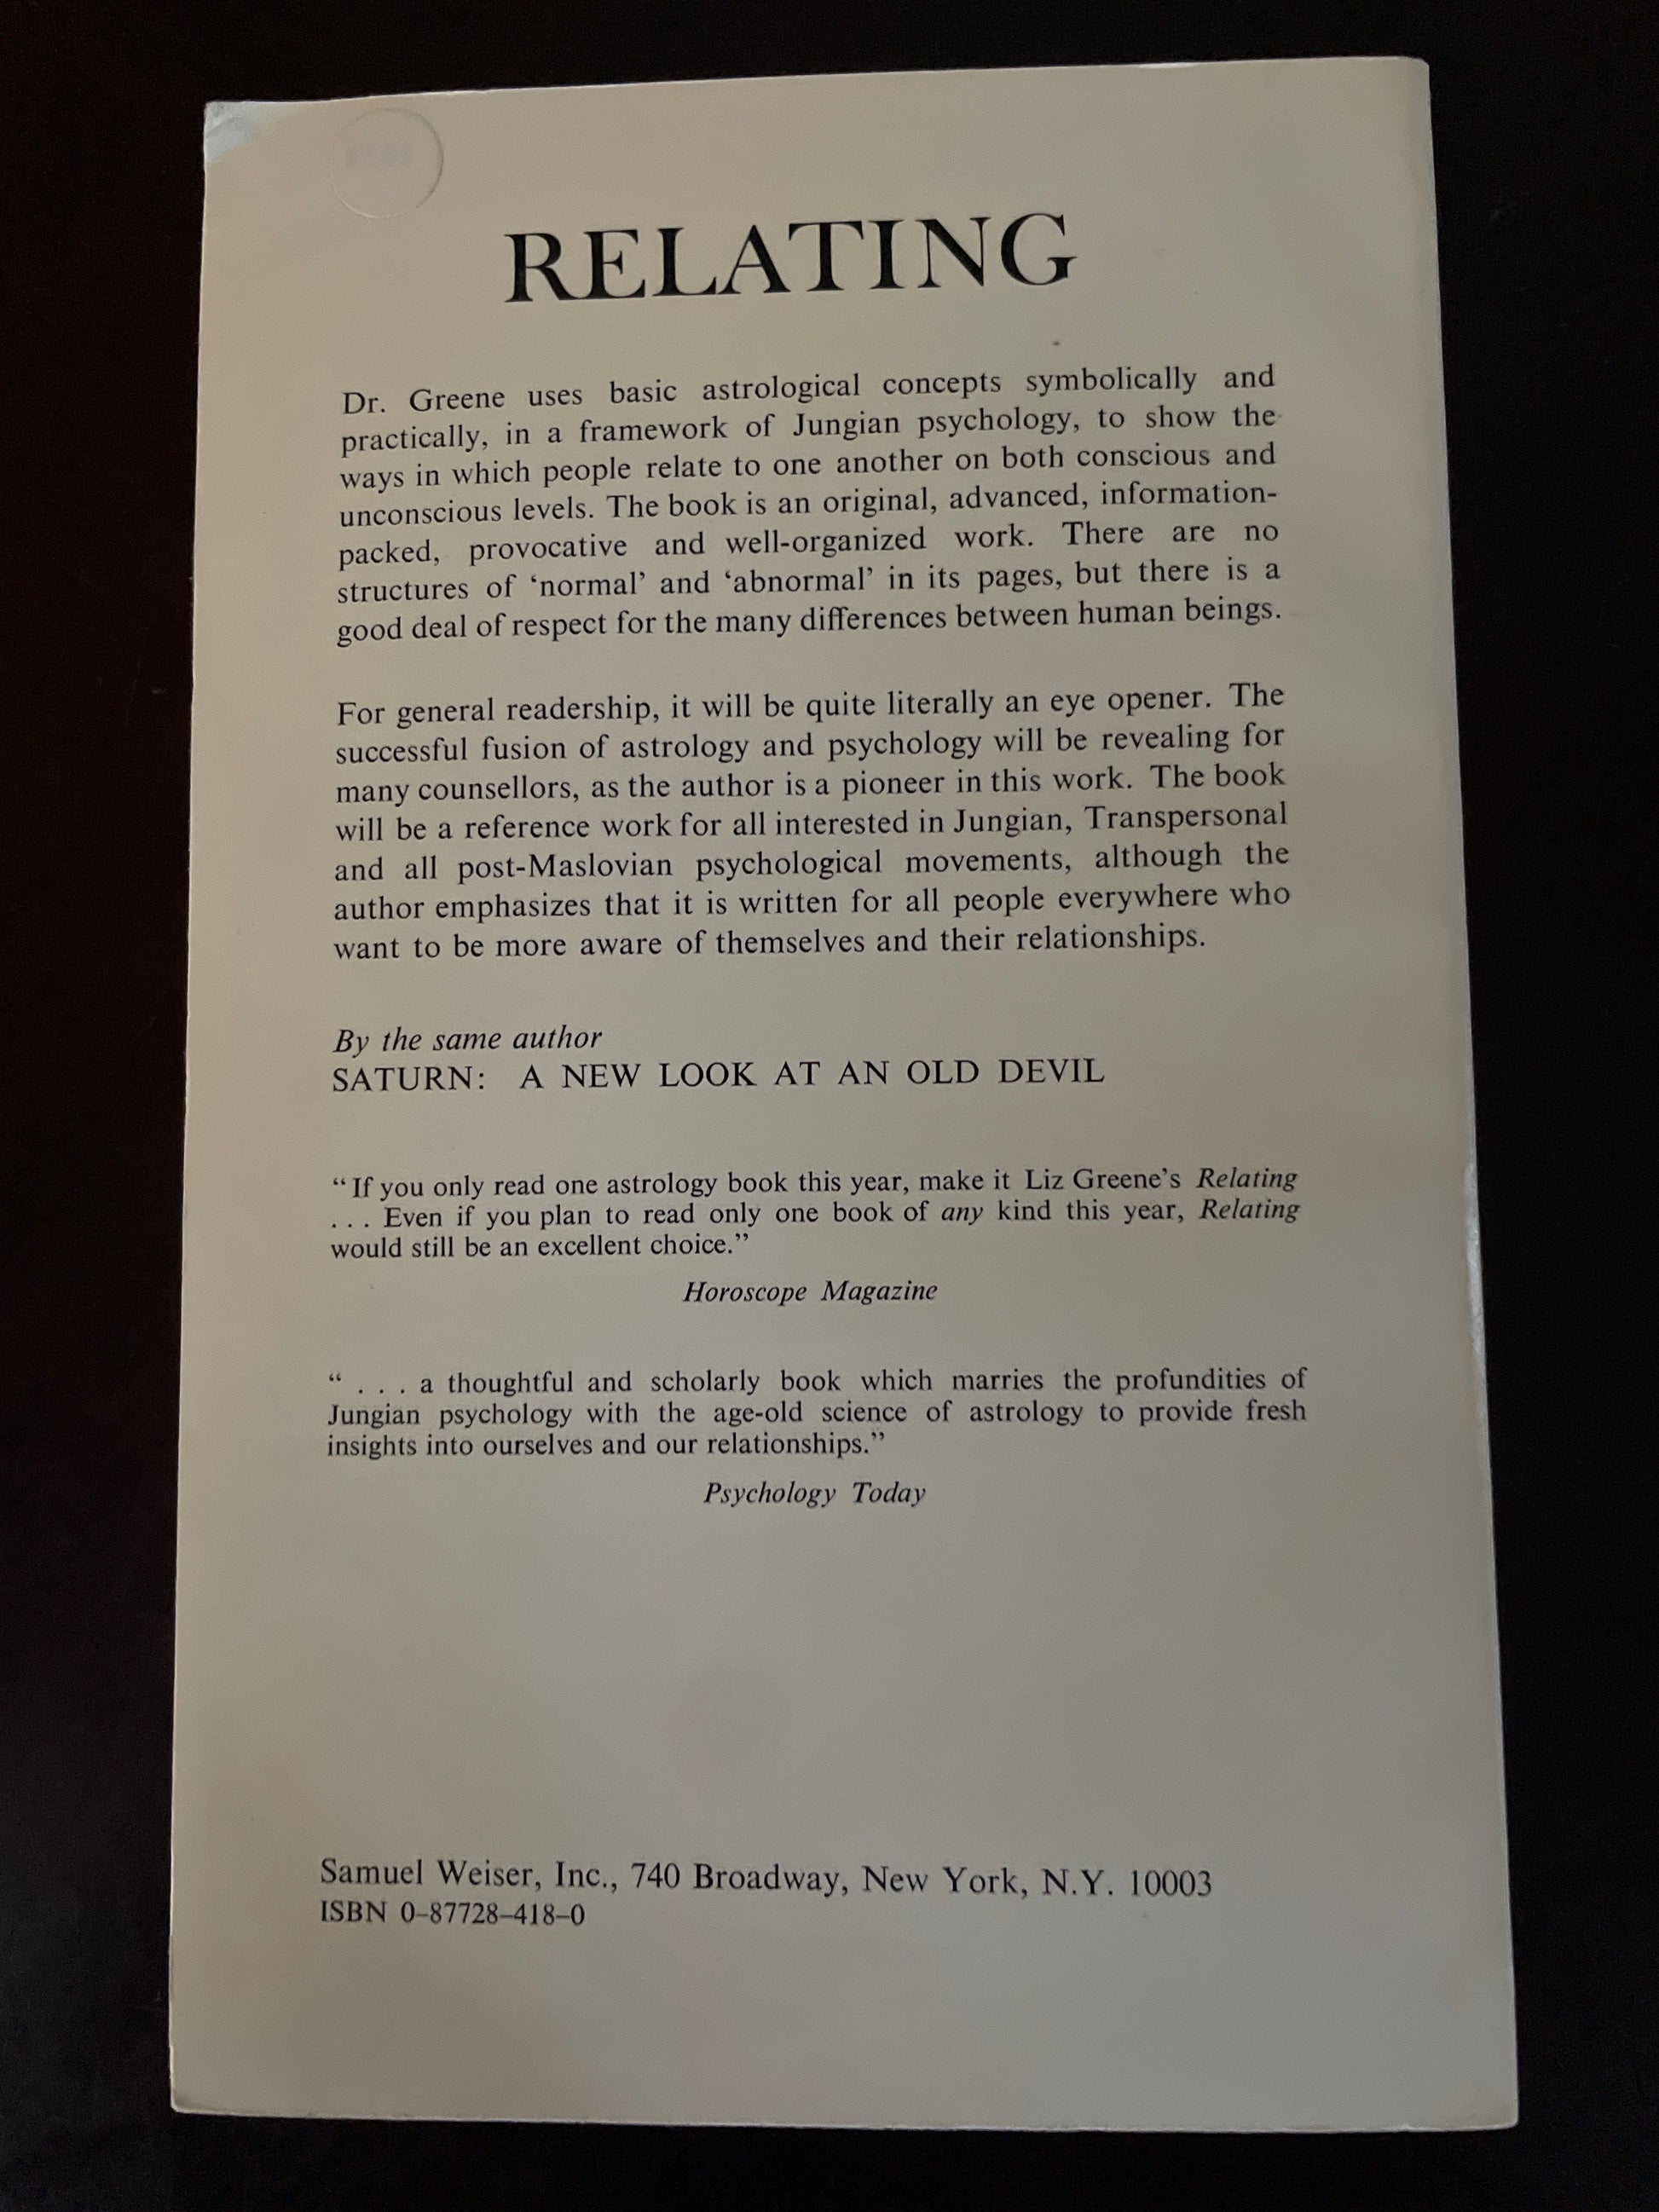 RELATING
Dr. Greene uses basic astrological concepts symbolically and
practically, in a framework of Jungian psychology, to show the
ways in which people relate to one another on both conscious and
unconscious levels. The book is an original, advanced, information-
packed, provocative and well-organized work. There are no
structures of ‘normal’ and ‘abnormal’ in its pages, but there is a
good deal of respect for the many differences between human beings.
For general readership, it will be quite literally an eye opener. The
successful fusion of astrology and psychology will be revealing for
many counsellors, as the author is a pioneer in this work. The book
will be a reference work for all interested in Jungian, Transpersonal
and all post-Maslovian psychological movements, although the
author emphasizes that it is written for all people everywhere who
want to be more aware of themselves and their relationships.
By the same author
SATURN: A NEW LOOK AT AN OLD DEVIL
“If you only read one astrology book this year, make it Liz Greene’s Relating
... Even if you plan to read only one book of any kind this year, Relating
would still be an excellent choice.”
Horoscope Magazine
“ . . . a thoughtful and scholarly book which marries the profundities of
Jungian psychology with the age-old science of astrology to provide fresh
insights into ourselves and our relationships.”
Psychology Today
Samuel Weiser, Inc., 740 Broadway, New York, N.Y. 10003
ISBN 0–87728–418–0